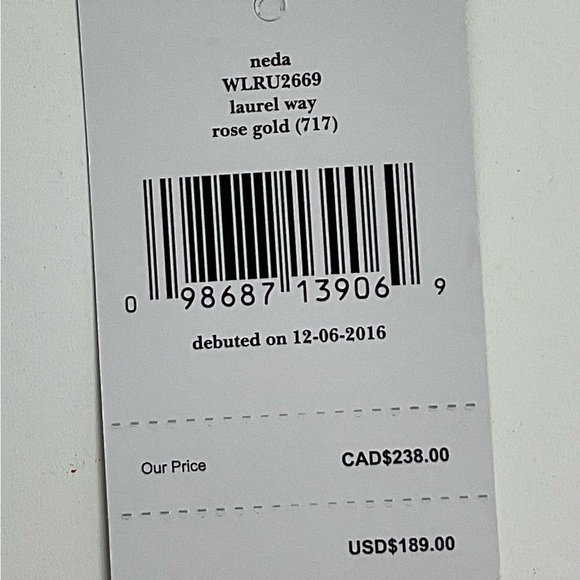 neda
WLRU2669
laurel way
rose gold (717)
0 98687 13906 9
debuted on 12-06-2016
Our Price CAD$238.00
USD$189.00